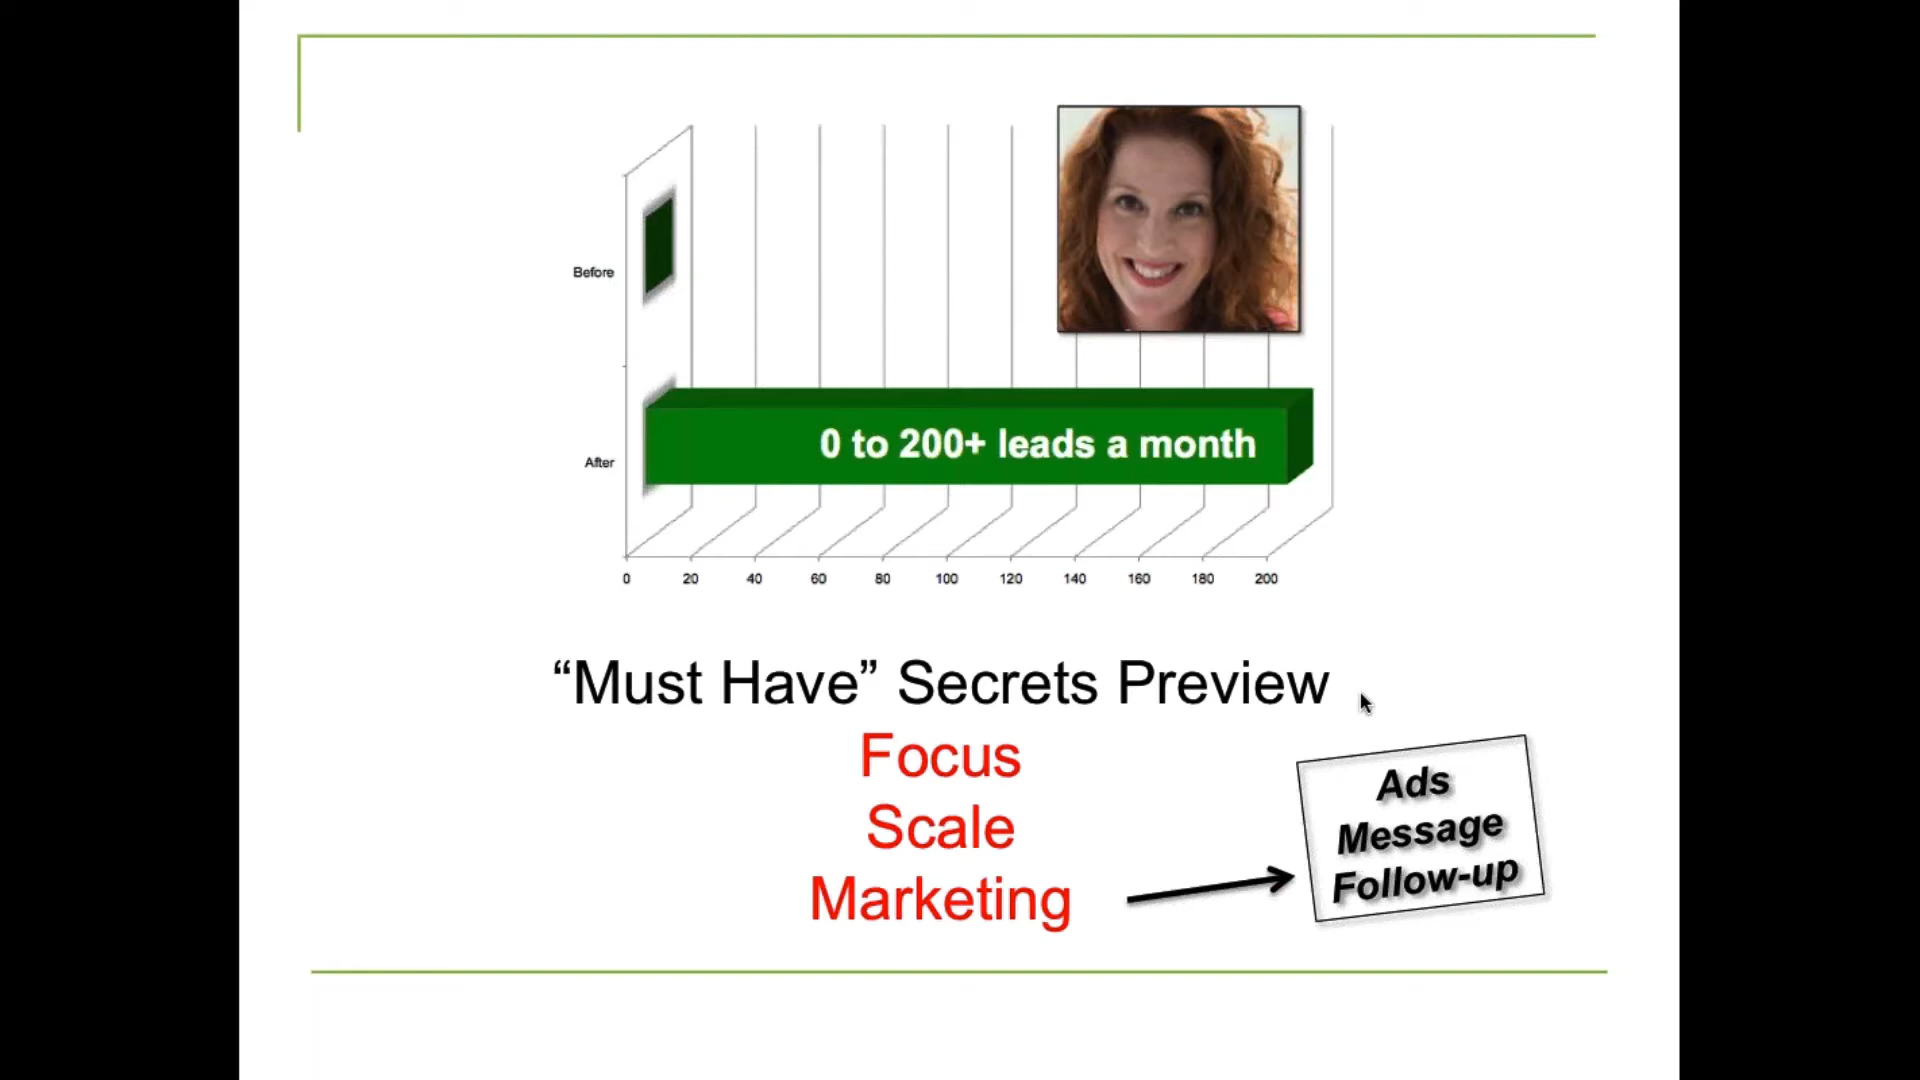 Before
0 to 200+ leads a month
After
0 20 40 60 80 100 120 140 160 180 200
“Must Have” Secrets Preview
Focus
Scale
Marketing
Ads
Message
Follow-up